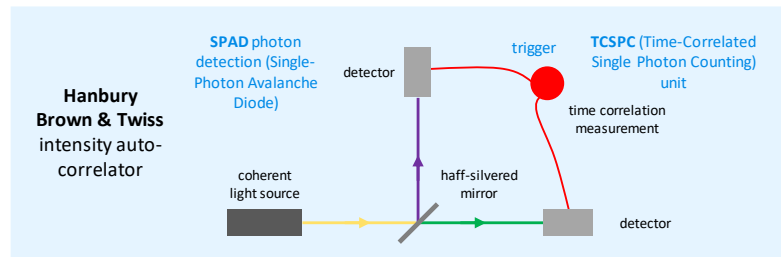 SPAD photon
detection (Single-
Photon Avalanche
Diode)
trigger
TCSPC (Time-Correlated
Single Photon Counting)
unit
detector
Hanbury
Brown & Twiss
intensity auto-
correlator
time correlation
measurement
coherent
light source
haff-silvered
mirror
detector